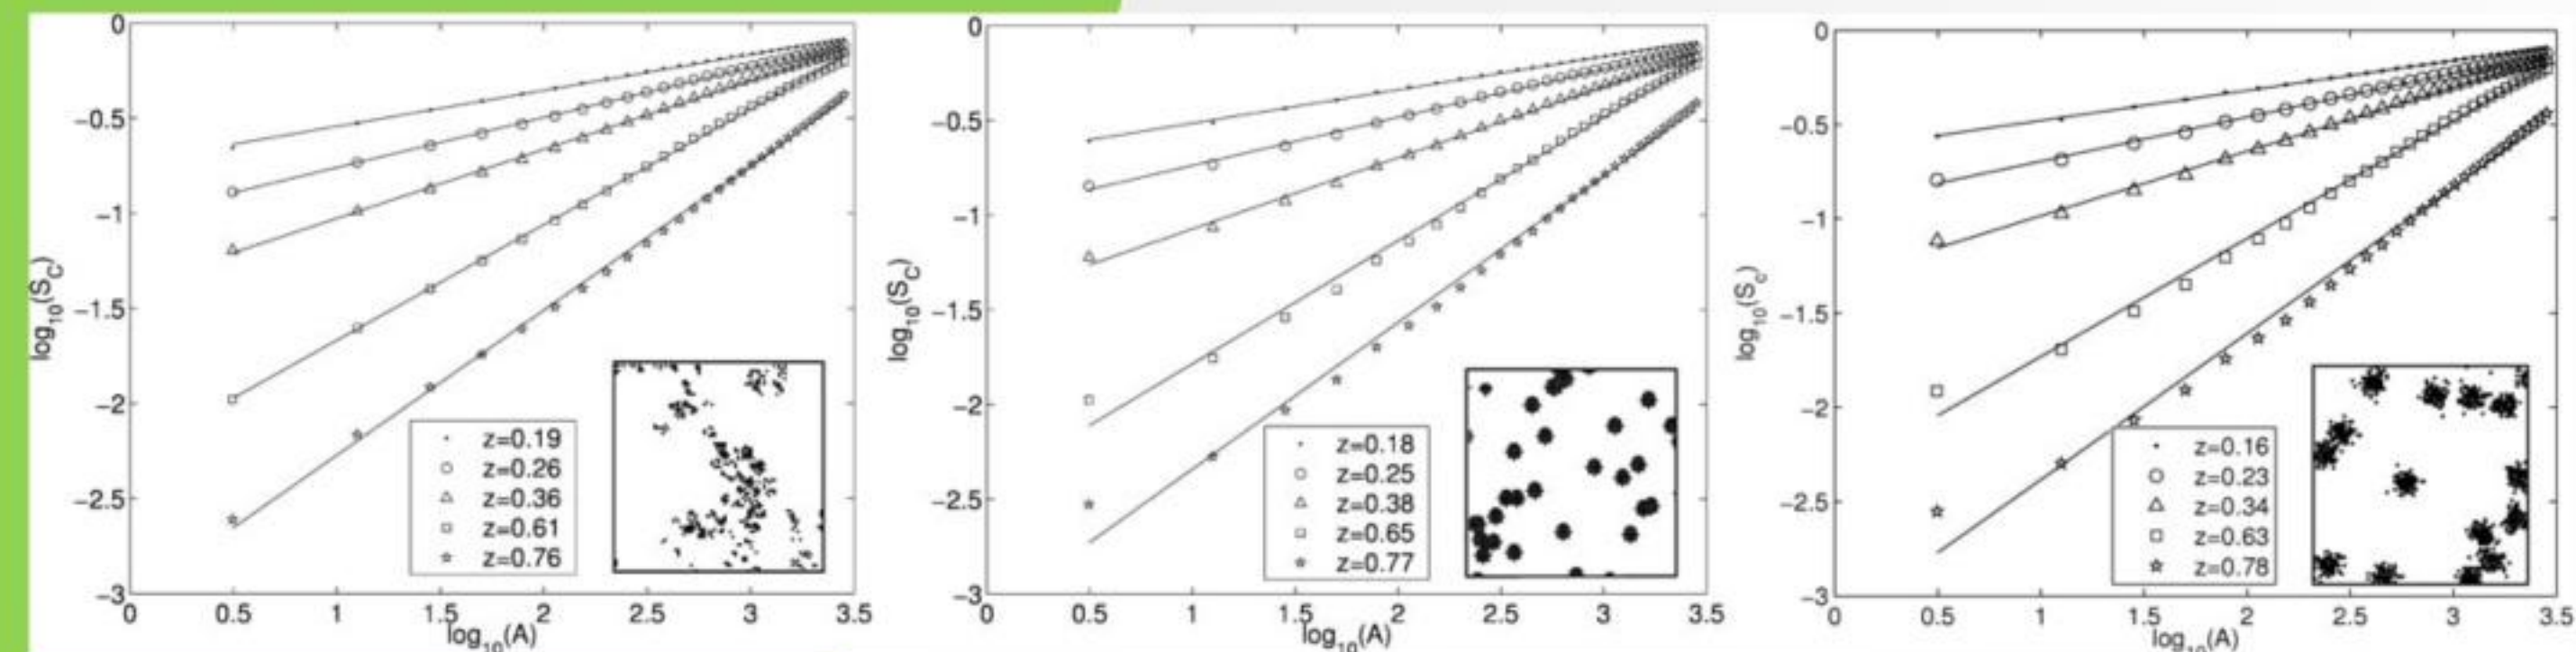 0
−0.5
−1
−1.5
−2
−2.5
−3
log10(SC)
0 0.5 1 1.5 2 2.5 3 3.5
log10(A)
z=0.19
z=0.26
z=0.36
z=0.61
z=0.76
0
−0.5
−1
−1.5
−2
−2.5
−3
log10(SC)
0 0.5 1 1.5 2 2.5 3 3.5
log10(A)
z=0.18
z=0.25
z=0.38
z=0.65
z=0.77
0
−0.5
−1
−1.5
−2
−2.5
−3
log10(Sc)
0 0.5 1 1.5 2 2.5 3 3.5
log10(A)
z=0.16
z=0.23
z=0.34
z=0.63
z=0.78